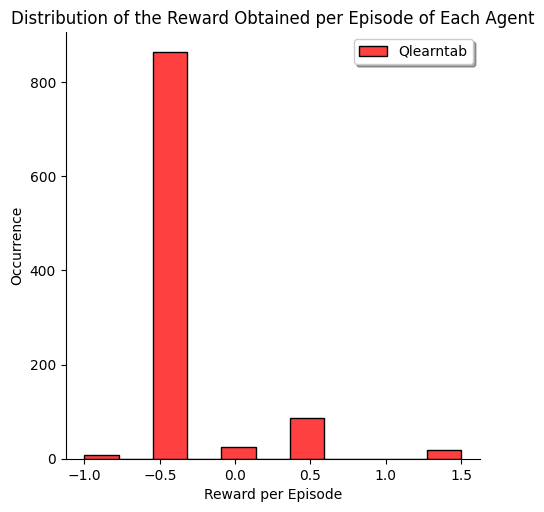 Distribution of the Reward Obtained per Episode of Each Agent
Qlearntab
Occurrence
800
600
400
200
0
−1.0 −0.5 0.0 0.5 1.0 1.5
Reward per Episode